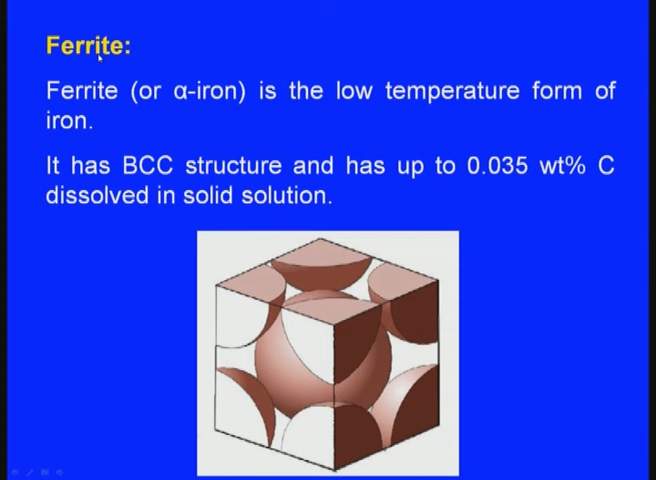 Ferrite:
Ferrite (or α-iron) is the low temperature form of
iron.
It has BCC structure and has up to 0.035 wt% C
dissolved in solid solution.